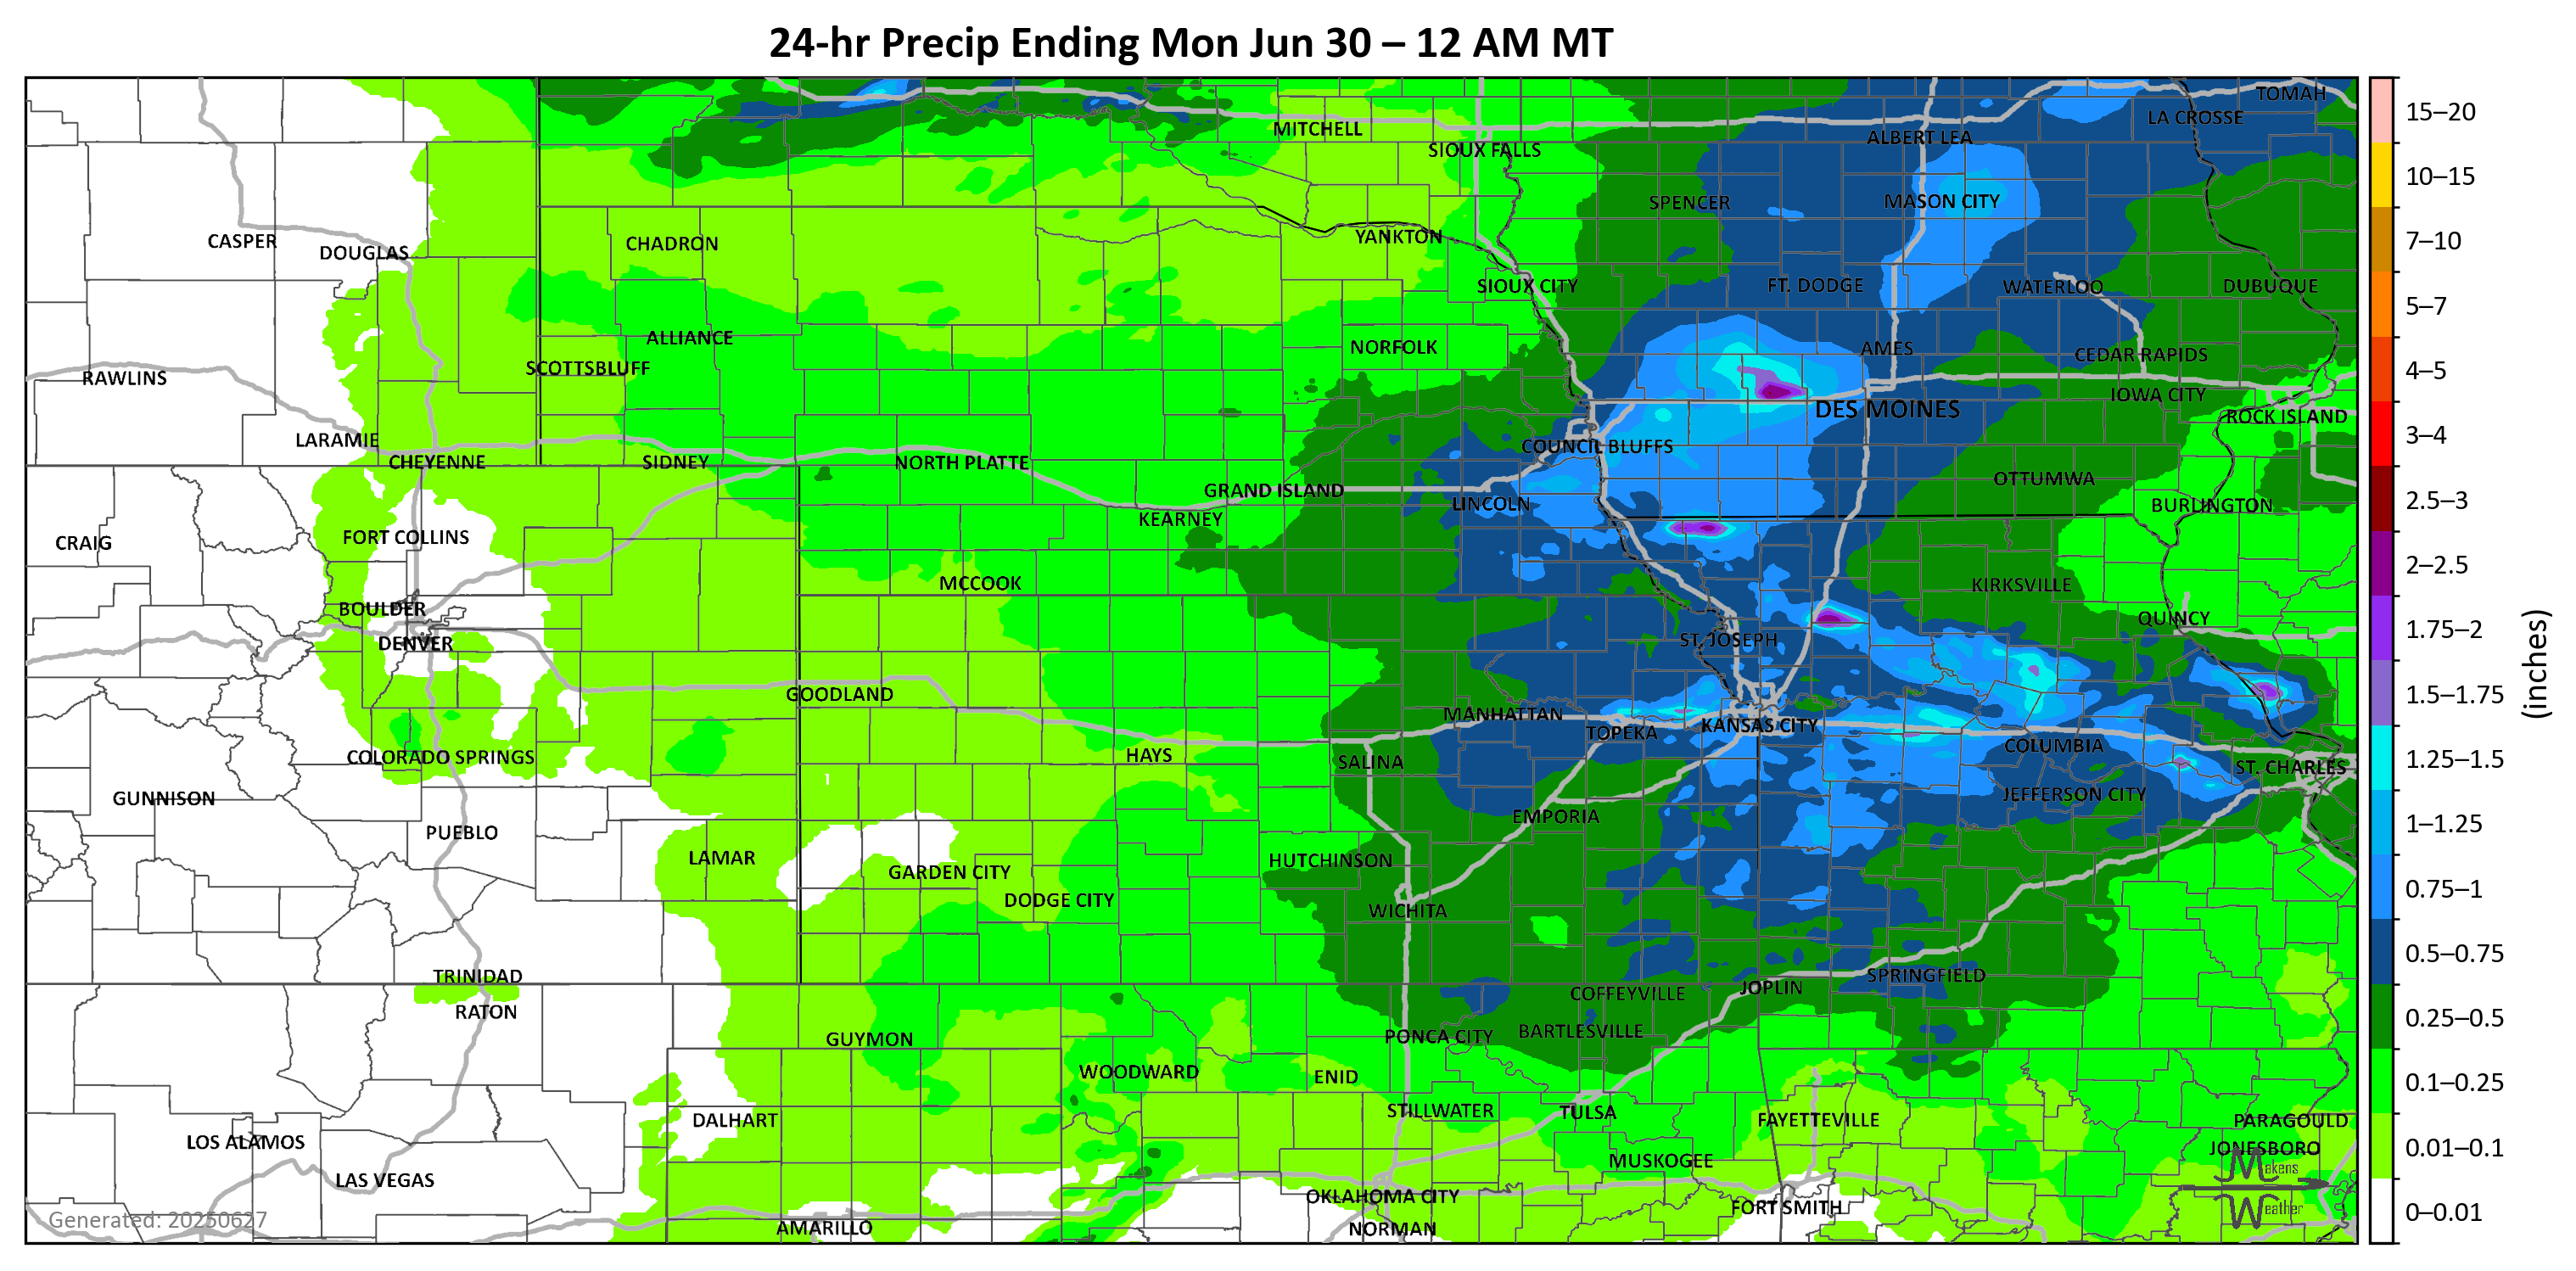 24-hr Precip Ending Mon Jun 30 – 12 AM MT
TOMAH
LA CROSSE
MITCHELL
ALBERT LEA
SIOUX FALLS
SPENCER
MASON CITY
YANKTON
CASPER
CHADRON
DOUGLAS
SIOUX CITY
FT. DODGE
WATERLOO
DUBUQUE
ALLIANCE
NORFOLK
AMES
CEDAR RAPIDS
SCOTTSBLUFF
RAWLINS
IOWA CITY
DES MOINES
ROCK ISLAND
LARAMIE
COUNCIL BLUFFS
CHEYENNE
SIDNEY
NORTH PLATTE
OTTUMWA
GRAND ISLAND
LINCOLN
BURLINGTON
KEARNEY
FORT COLLINS
CRAIG
MCCOOK
KIRKSVILLE
BOULDER
QUINCY
DENVER
ST. JOSEPH
GOODLAND
MANHATTAN
KANSAS CITY
TOPEKA
COLUMBIA
COLORADO SPRINGS
HAYS
SALINA
ST. CHARLES
GUNNISON
JEFFERSON CITY
EMPORIA
PUEBLO
LAMAR
HUTCHINSON
GARDEN CITY
DODGE CITY
WICHITA
TRINIDAD
SPRINGFIELD
JOPLIN
COFFEYVILLE
RATON
BARTLESVILLE
PONCA CITY
GUYMON
WOODWARD
ENID
STILLWATER
TULSA
DALHART
FAYETTEVILLE
PARAGOULD
LOS ALAMOS
JONESBORO
MUSKOGEE
LAS VEGAS
OKLAHOMA CITY
FORT SMITH
AMARILLO
NORMAN
Generated: 20250627
Makens
Weather
15–20
10–15
7–10
5–7
4–5
3–4
2.5–3
2–2.5
1.75–2
1.5–1.75
1.25–1.5
1–1.25
0.75–1
0.5–0.75
0.25–0.5
0.1–0.25
0.01–0.1
0–0.01
(inches)